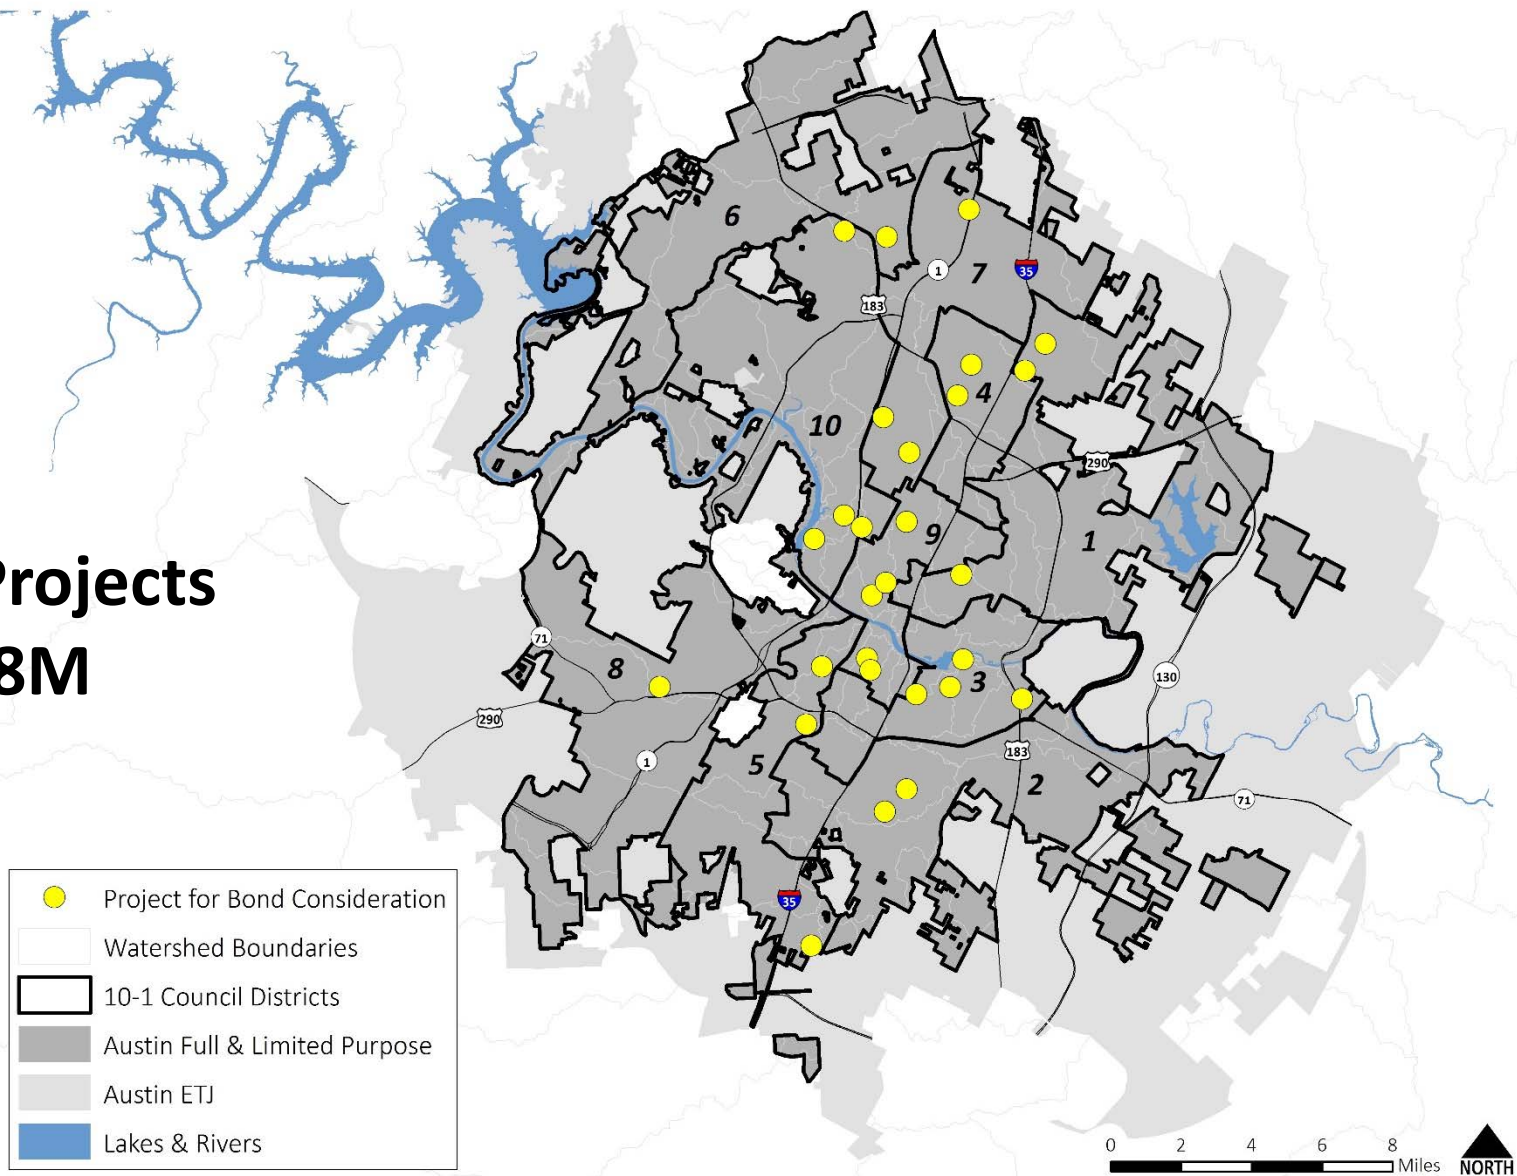 6
1
7
35
183
4
10
290
9
1
Projects
8M
71
8
3
130
290
183
1
5
2
71
35
Project for Bond Consideration
Watershed Boundaries
10-1 Council Districts
Austin Full & Limited Purpose
Austin ETJ
Lakes & Rivers
0 2 4 6 8
Miles
NORTH